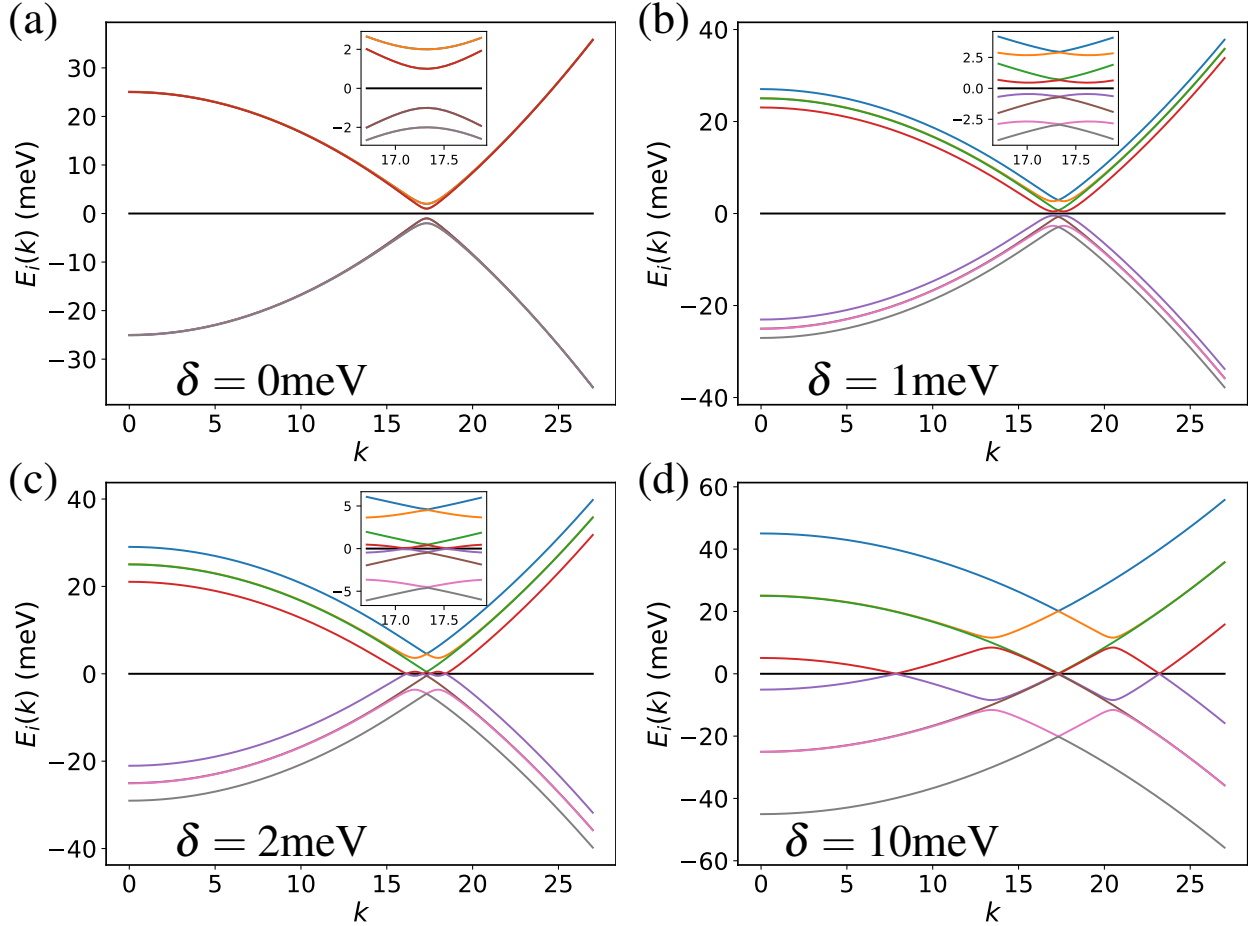 (a)
E_i(k) (meV)
30
20
10
0
−10
−20
−30
2
0
−2
17.0 17.5
δ = 0meV
0 5 10 15 20 25
k
(b)
E_i(k) (meV)
40
20
0
−20
−40
2.5
0.0
−2.5
17.0 17.5
δ = 1meV
0 5 10 15 20 25
k
(c)
E_i(k) (meV)
40
20
0
−20
−40
5
0
−5
17.0 17.5
δ = 2meV
0 5 10 15 20 25
k
(d)
E_i(k) (meV)
60
40
20
0
−20
−40
−60
δ = 10meV
0 5 10 15 20 25
k